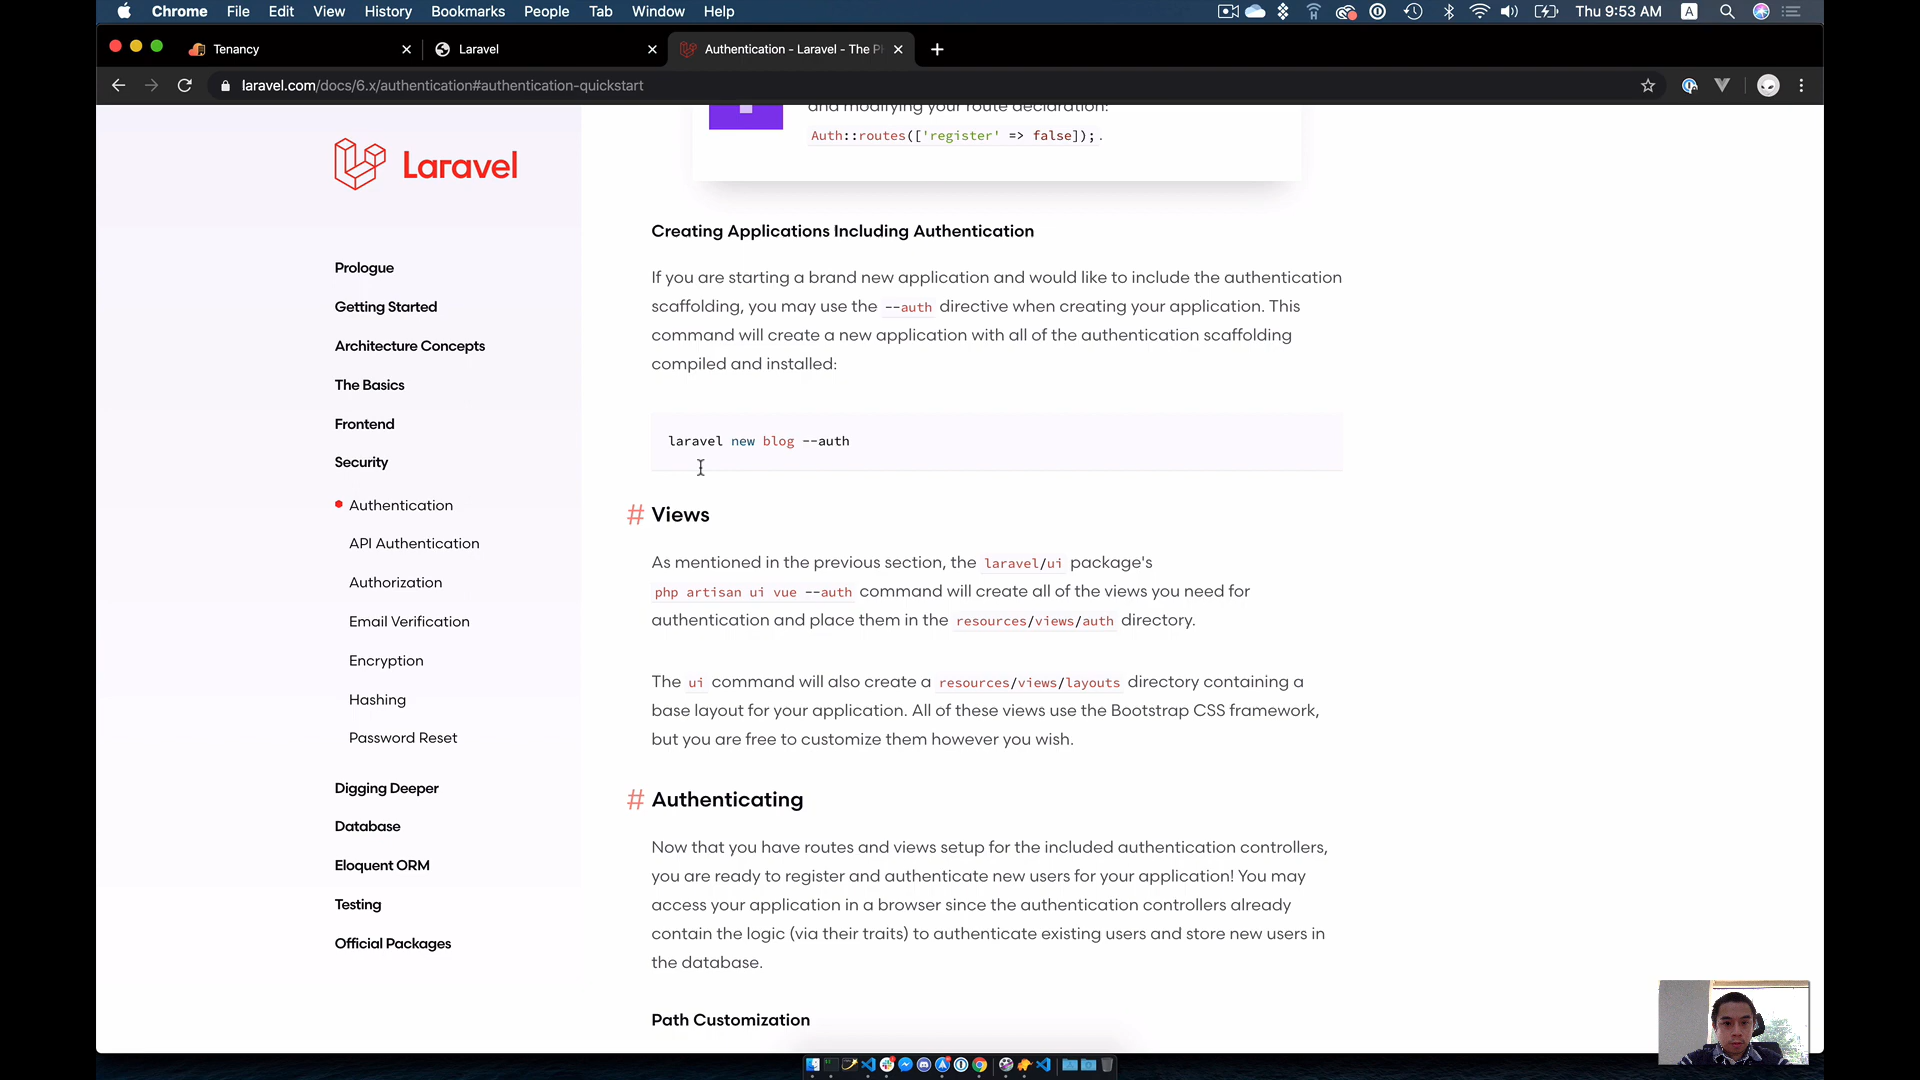 Chrome File Edit View History Bookmarks People Tab Window Help
Thu 9:53 AM A
Tenancy
Laravel
Authentication - Laravel - The P
laravel.com/docs/6.x/authentication#authentication-quickstart
Laravel
Prologue
Getting Started
Architecture Concepts
The Basics
Frontend
Security
Authentication
API Authentication
Authorization
Email Verification
Encryption
Hashing
Password Reset
Digging Deeper
Database
Eloquent ORM
Testing
Official Packages
and modifying your route declaration:
Auth::routes(['register' => false]);.
Creating Applications Including Authentication
If you are starting a brand new application and would like to include the authentication
scaffolding, you may use the --auth directive when creating your application. This
command will create a new application with all of the authentication scaffolding
compiled and installed:
laravel new blog --auth
# Views
As mentioned in the previous section, the laravel/ui package's
php artisan ui vue --auth command will create all of the views you need for
authentication and place them in the resources/views/auth directory.
The ui command will also create a resources/views/layouts directory containing a
base layout for your application. All of these views use the Bootstrap CSS framework,
but you are free to customize them however you wish.
# Authenticating
Now that you have routes and views setup for the included authentication controllers,
you are ready to register and authenticate new users for your application! You may
access your application in a browser since the authentication controllers already
contain the logic (via their traits) to authenticate existing users and store new users in
the database.
Path Customization